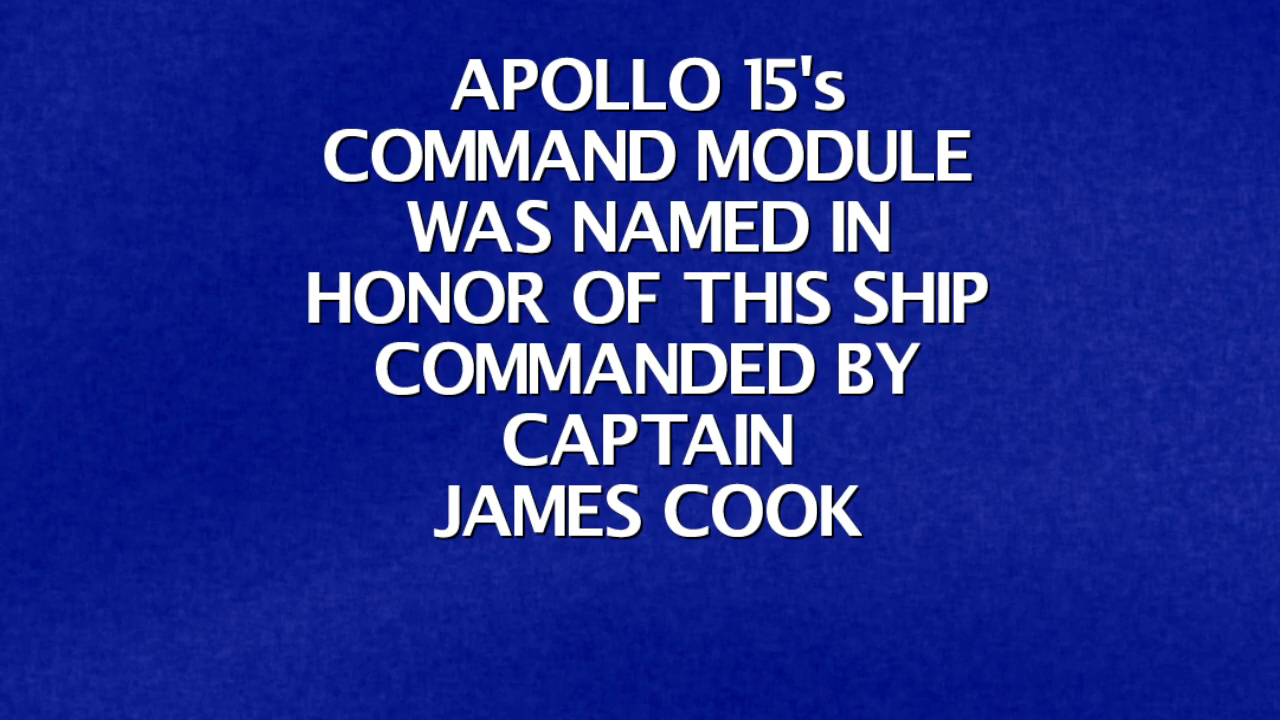 APOLLO 15's
COMMAND MODULE
WAS NAMED IN
HONOR OF THIS SHIP
COMMANDED BY
CAPTAIN
JAMES COOK